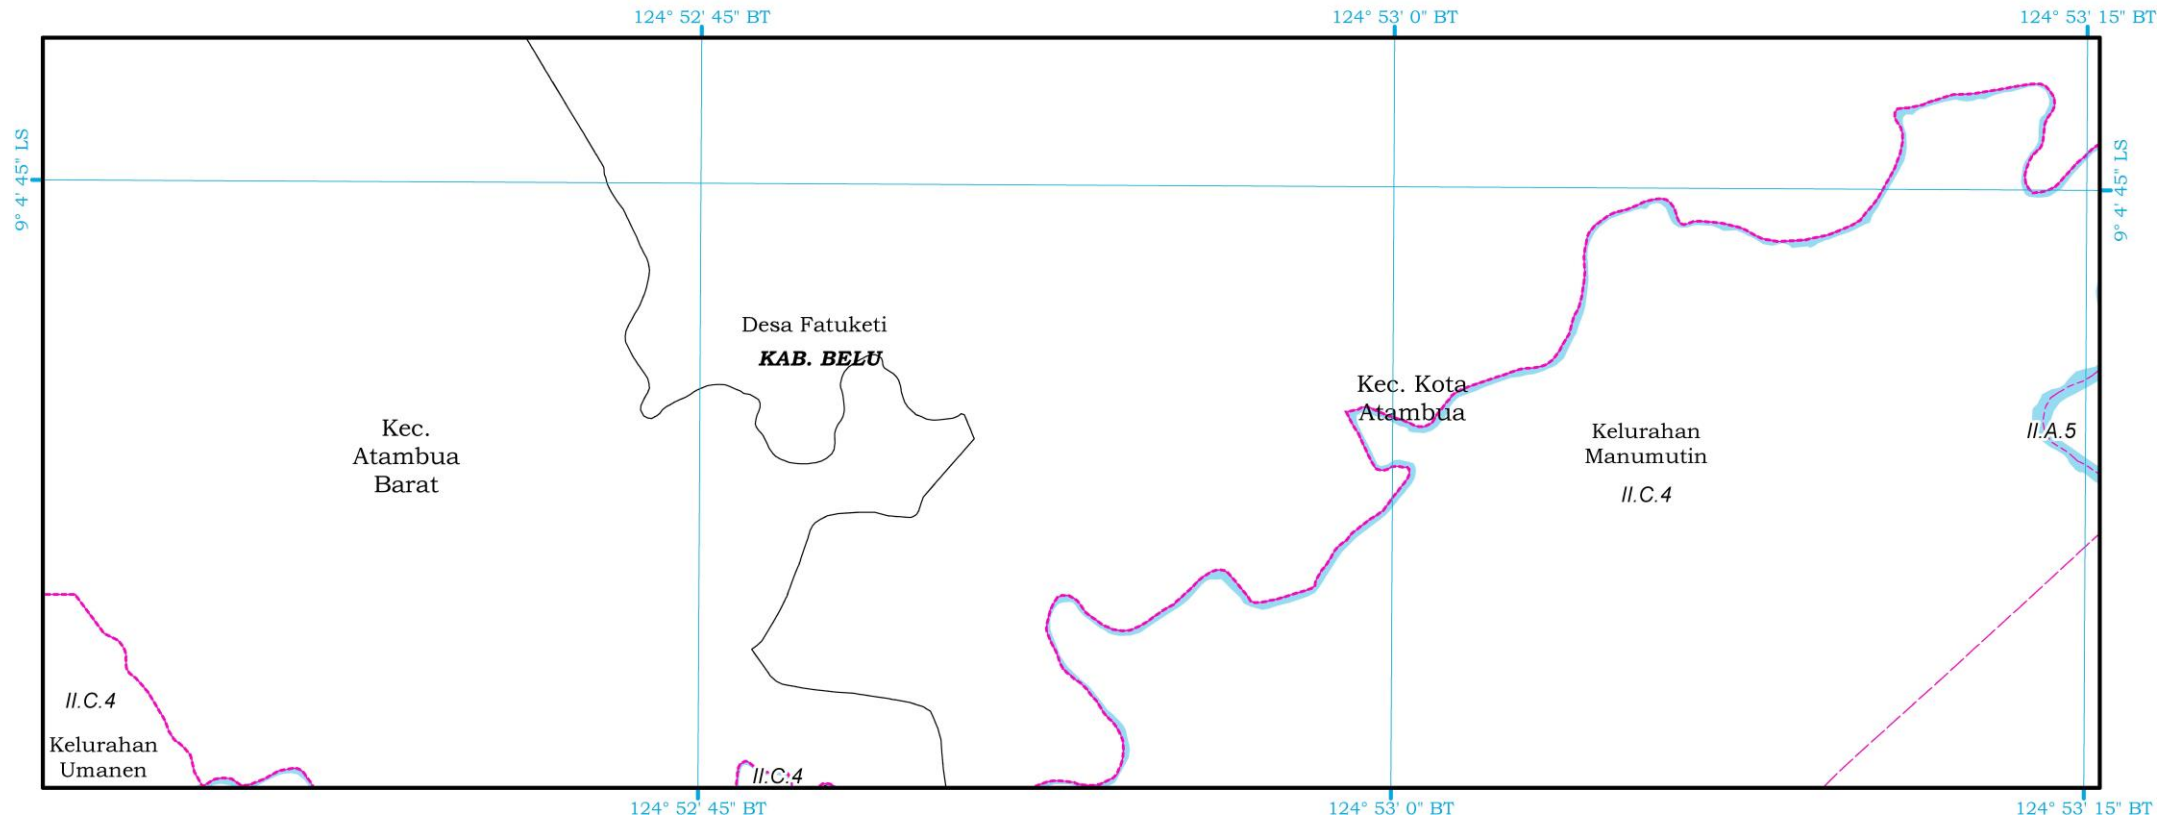 124° 52' 45" BT
124° 53' 0" BT
124° 53' 15" BT
9° 4' 45" LS
9° 4' 45" LS
Desa Fatuketi
KAB. BELU
Kec. Kota
Atambua
Kec.
Atambua
Barat
Kelurahan
Manumutin
II.C.4
II.A.5
II.C.4
Kelurahan
Umanen
II.C.4
124° 52' 45" BT
124° 53' 0" BT
124° 53' 15" BT